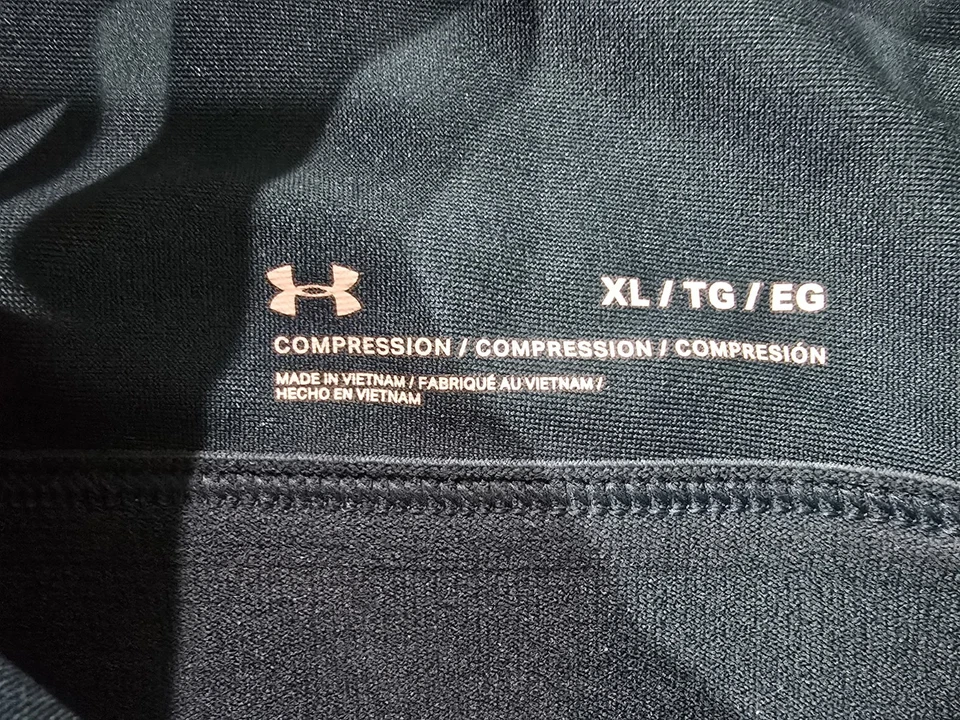 XL / TG / EG
COMPRESSION / COMPRESSION / COMPRESIÓN
MADE IN VIETNAM / FABRIQUÉ AU VIETNAM /
HECHO EN VIETNAM